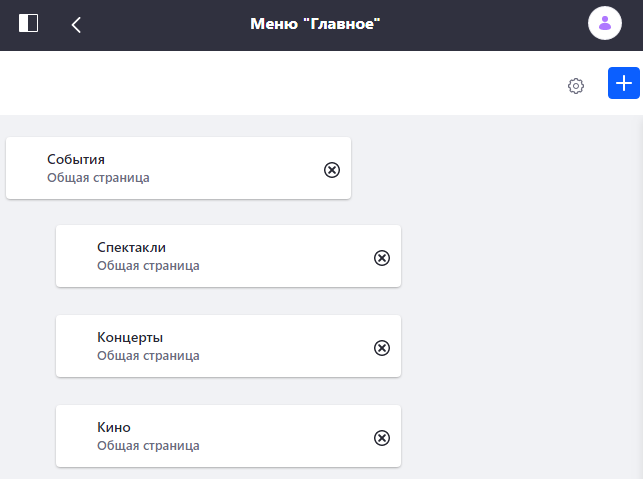 Меню "Главное"
События
Общая страница
Спектакли
Общая страница
Концерты
Общая страница
Кино
Общая страница